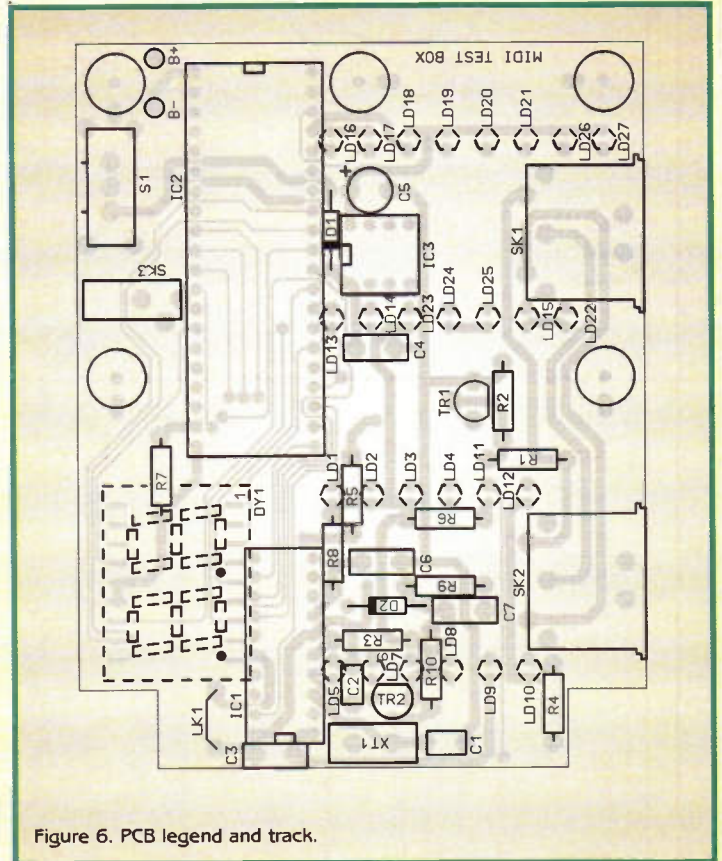 MIDI TEST BOX
B+
B-
S1
IC2
SK3
LD16
LD17
LD18
LD19
LD20
LD21
LD26
LD27
+
C5
D1
IC3
SK1
LD13
LD14
LD23
LD24
LD25
LD15
LD22
C4
TR1
R2
R1
R7
1
DY1
LD1
R5
LD2
LD3
LD4
LD11
LD12
R6
R8
C6
R9
D2
C7
SK2
R3
LK1
IC1
LD5
C2
LD7
TR2
R10
LD8
LD9
LD10
R4
C3
XT1
C1
Figure 6. PCB legend and track.